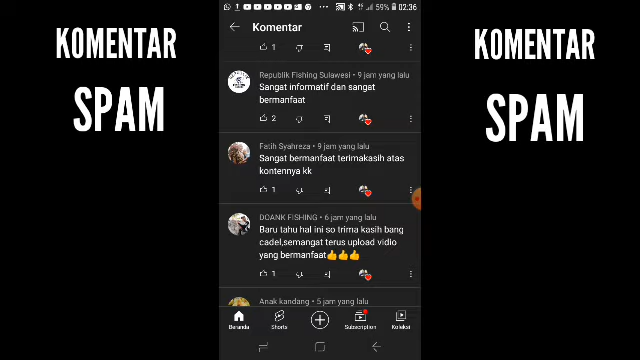 KOMENTAR
SPAM
59% 02:36
Komentar
1
Republik Fishing Sulawesi • 9 jam yang lalu
Sangat informatif dan sangat
bermanfaat
2
Fatih Syahreza • 9 jam yang lalu
Sangat bermanfaat terimakasih atas
kontennya kk
1
DOANK FISHING • 6 jam yang lalu
Baru tahu hal ini so trima kasih bang
cadel,semangat terus upload vidio
yang bermanfaat👍👍👍
1
Anak kandang • 5 jam yang lalu
Beranda
Shorts
Subscription
Koleksi
KOMENTAR
SPAM